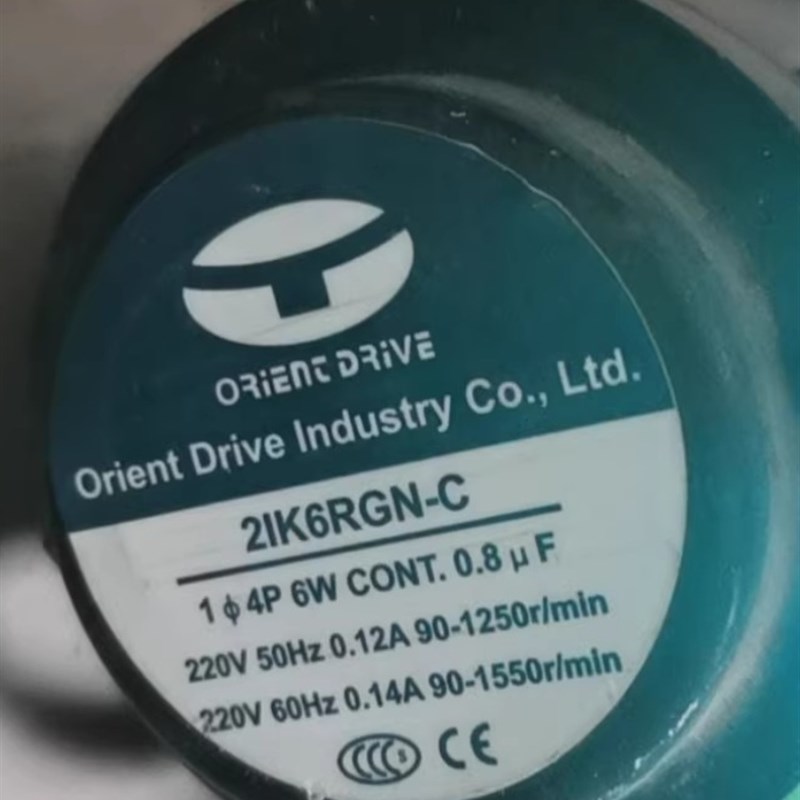 ORiENT DRiVE
Orient Drive Industry Co., Ltd.
2IK6RGN-C
1 ϕ 4P 6W CONT. 0.8 μ F
220V 50Hz 0.12A 90-1250r/min
220V 60Hz 0.14A 90-1550r/min
CCC S CE